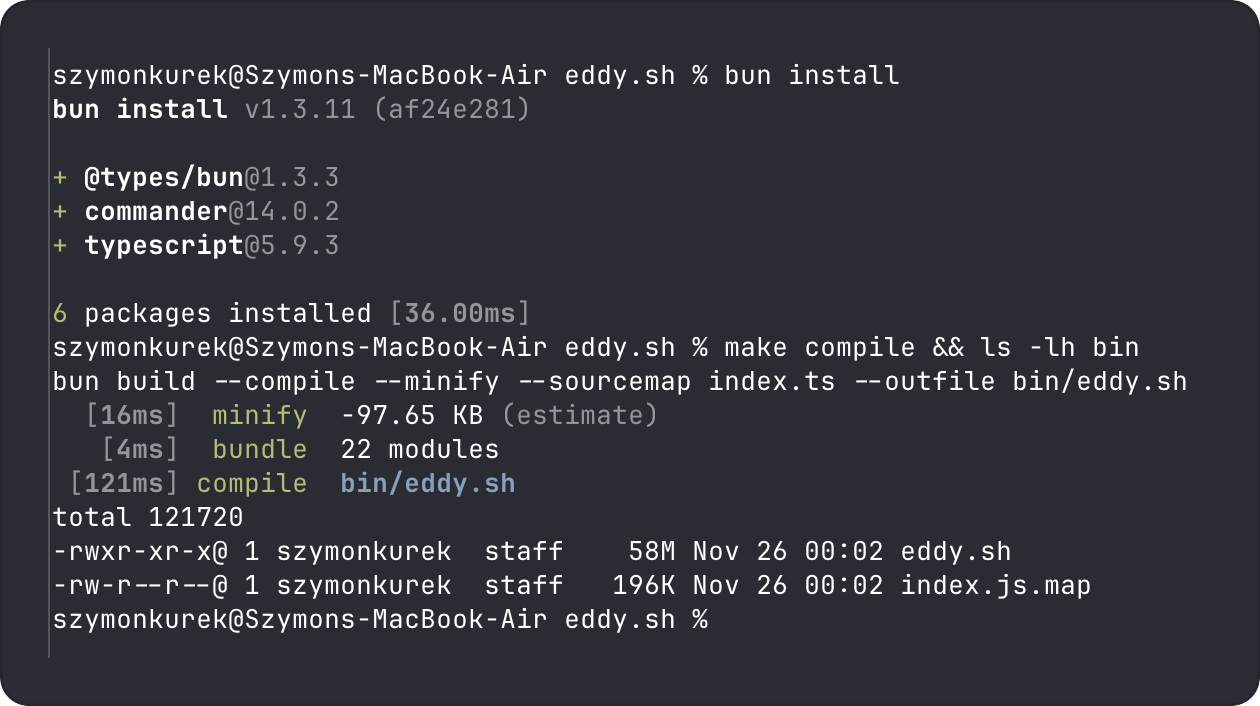 szymonkurek@Szymons-MacBook-Air eddy.sh % bun install
bun install v1.3.11 (af24e281)
+ @types/bun@1.3.3
+ commander@14.0.2
+ typescript@5.9.3
6 packages installed [36.00ms]
szymonkurek@Szymons-MacBook-Air eddy.sh % make compile && ls -lh bin
bun build --compile --minify --sourcemap index.ts --outfile bin/eddy.sh
[16ms] minify -97.65 KB (estimate)
[4ms] bundle 22 modules
[121ms] compile bin/eddy.sh
total 121720
-rwxr-xr-x@ 1 szymonkurek staff 58M Nov 26 00:02 eddy.sh
-rw-r--r--@ 1 szymonkurek staff 196K Nov 26 00:02 index.js.map
szymonkurek@Szymons-MacBook-Air eddy.sh %